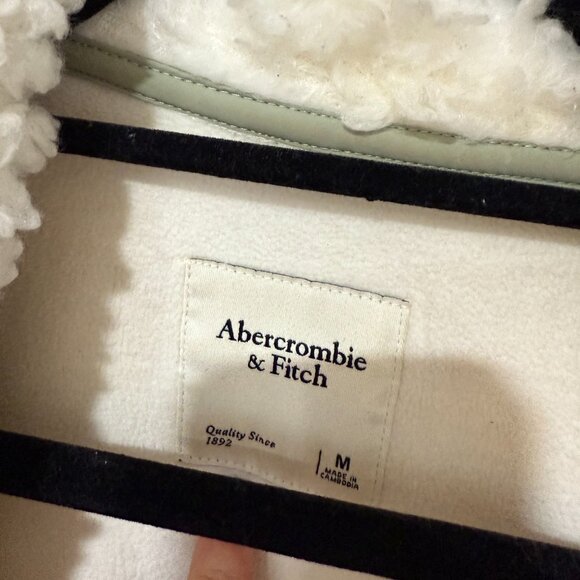 Abercrombie
& Fitch
Quality Since
1892
M
MADE IN
CAMBODIA